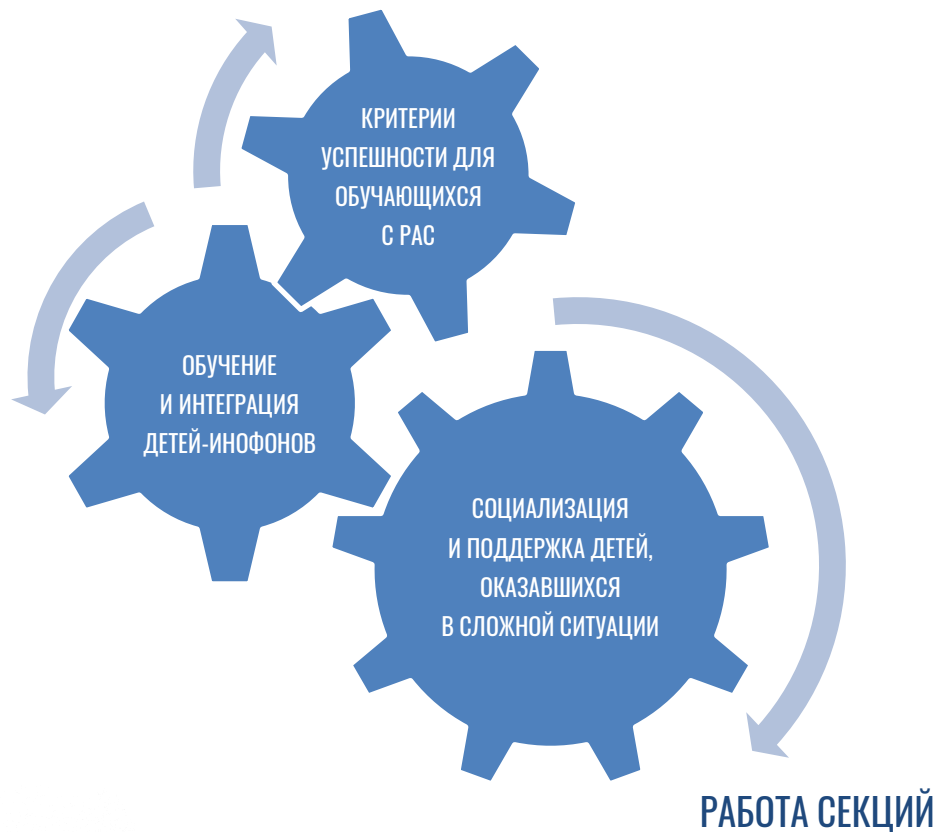 КРИТЕРИИ
УСПЕШНОСТИ ДЛЯ
ОБУЧАЮЩИХСЯ
С РАС
ОБУЧЕНИЕ
И ИНТЕГРАЦИЯ
ДЕТЕЙ-ИНОФОНОВ
СОЦИАЛИЗАЦИЯ
И ПОДДЕРЖКА ДЕТЕЙ,
ОКАЗАВШИХСЯ
В СЛОЖНОЙ СИТУАЦИИ
РАБОТА СЕКЦИЙ